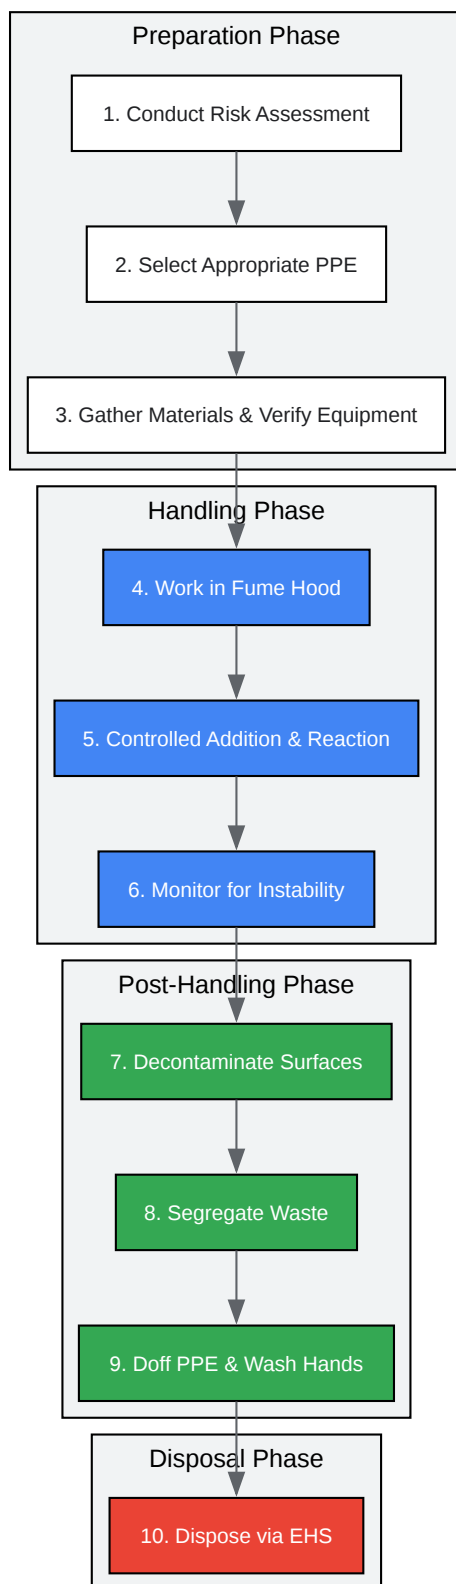 Preparation Phase
1. Conduct Risk Assessment
2. Select Appropriate PPE
3. Gather Materials & Verify Equipment
Handling Phase
4. Work in Fume Hood
5. Controlled Addition & Reaction
6. Monitor for Instability
Post-Handling Phase
7. Decontaminate Surfaces
8. Segregate Waste
9. Doff PPE & Wash Hands
Disposal Phase
10. Dispose via EHS